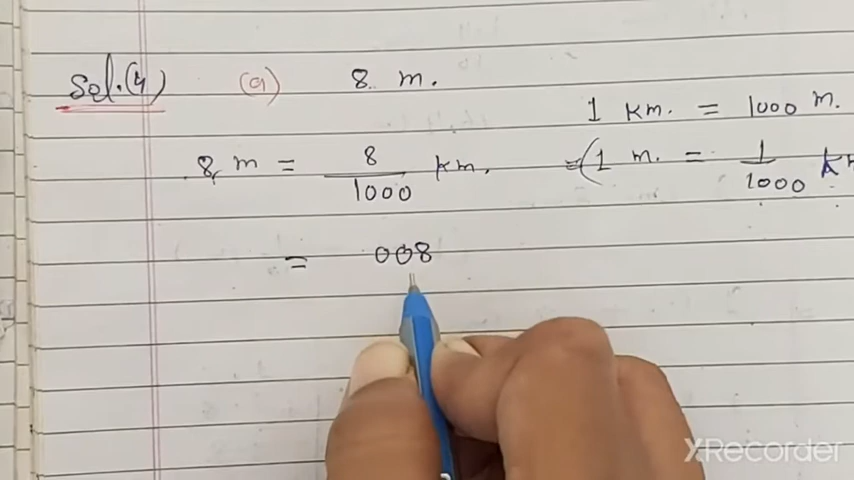 Sol.(4) (a) 8 m.
1 km. = 1000 m.
8 m = 8/1000 km. (1 m. = 1/1000 k
= 008
XRecorder